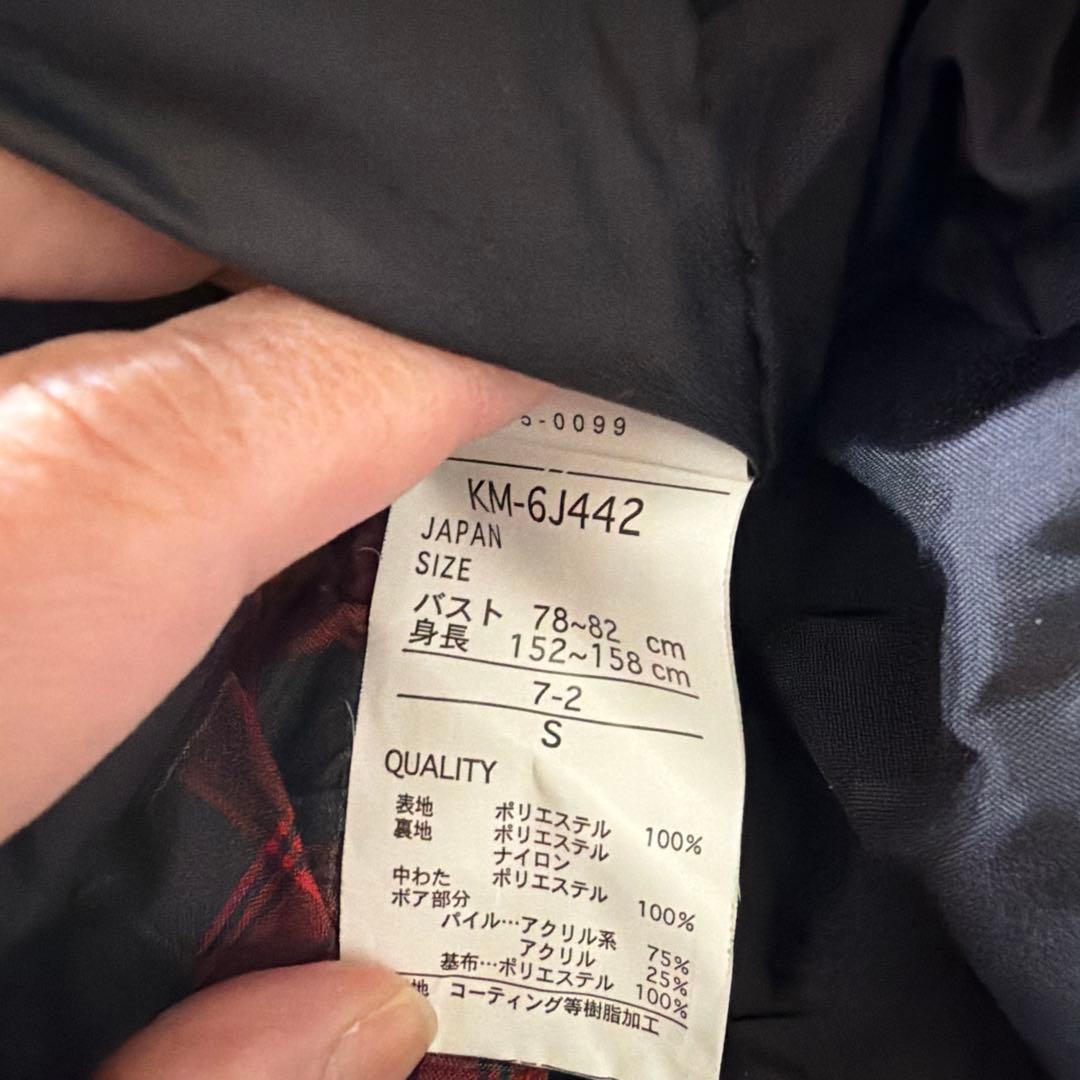 5-0099
KM-6J442
JAPAN
SIZE
バスト 78~82 cm
身長 152~158 cm
7-2
S
QUALITY
表地 ポリエステル 100%
裏地 ポリエステル
ナイロン
中わた ポリエステル 100%
ボア部分
パイル…アクリル系 75%
アクリル 25%
基布…ポリエステル 100%
地 コーティング等樹脂加工